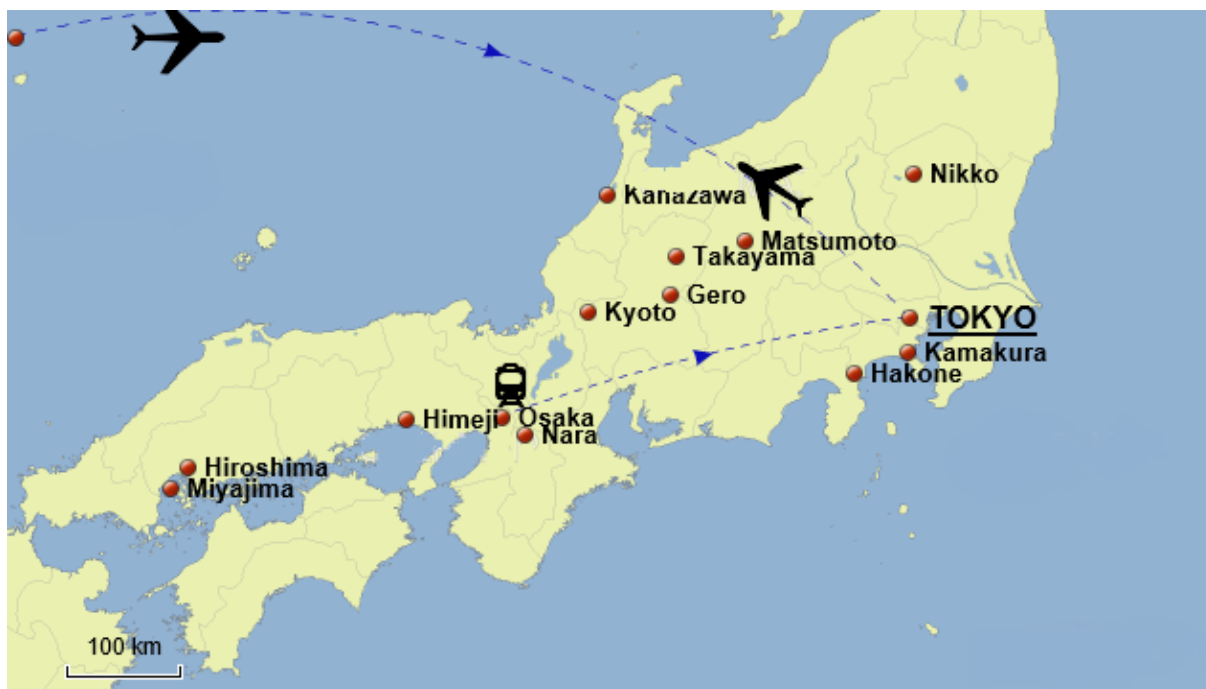 Nikko
Kanazawa
Matsumoto
Takayama
Gero
Kyoto
TOKYO
Kamakura
Hakone
Himeji
Osaka
Nara
Hiroshima
Miyajima
100 km